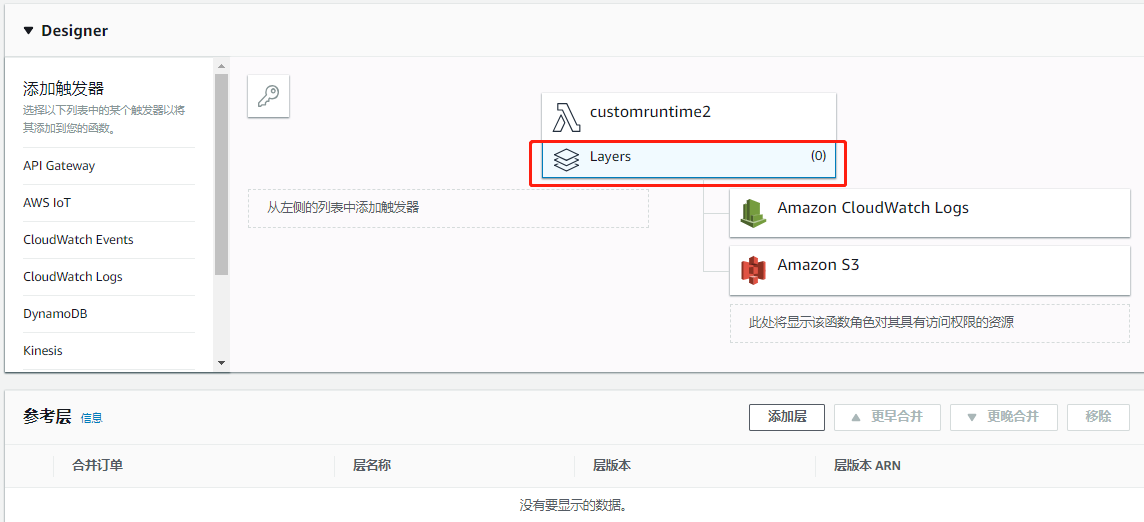 Designer
添加触发器
选择以下列表中的某个触发器以将
其添加到您的函数。
API Gateway
AWS IoT
CloudWatch Events
CloudWatch Logs
DynamoDB
Kinesis
customruntime2
Layers (0)
从左侧的列表中添加触发器
Amazon CloudWatch Logs
Amazon S3
此处将显示该函数角色对其具有访问权限的资源
参考层 信息
添加层 ▲ 更早合并 ▼ 更晚合并 移除
合并订单 层名称 层版本 层版本 ARN
没有要显示的数据。